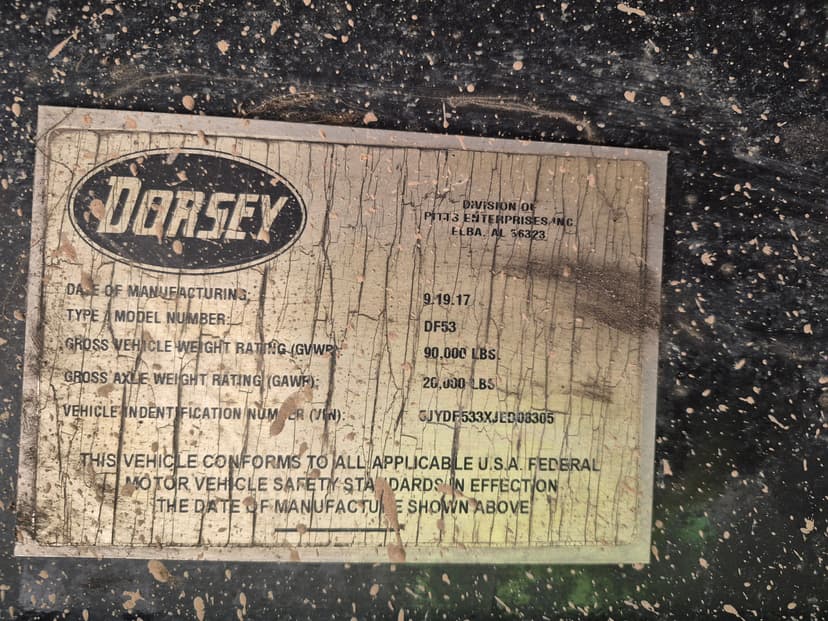 DORSEY
DIVISION OF
PITTS ENTERPRISES INC
ELBA, AL 36323
DATE OF MANUFACTURING: 9.19.17
TYPE / MODEL NUMBER: DF53
GROSS VEHICLE WEIGHT RATING (GVWR) 90,000 LBS.
GROSS AXLE WEIGHT RATING (GAWR): 20,000 LBS
VEHICLE INDENTIFICATION NUMBER (VIN):
THIS VEHICLE CONFORMS TO ALL APPLICABLE U.S.A. FEDERAL
MOTOR VEHICLE SAFETY STANDARDS IN EFFECT ON
THE DATE OF MANUFACTURE SHOWN ABOVE